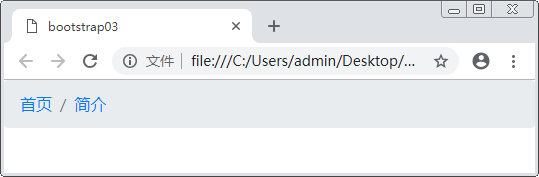 bootstrap03
文件 file:///C:/Users/admin/Desktop/...
首页 / 简介